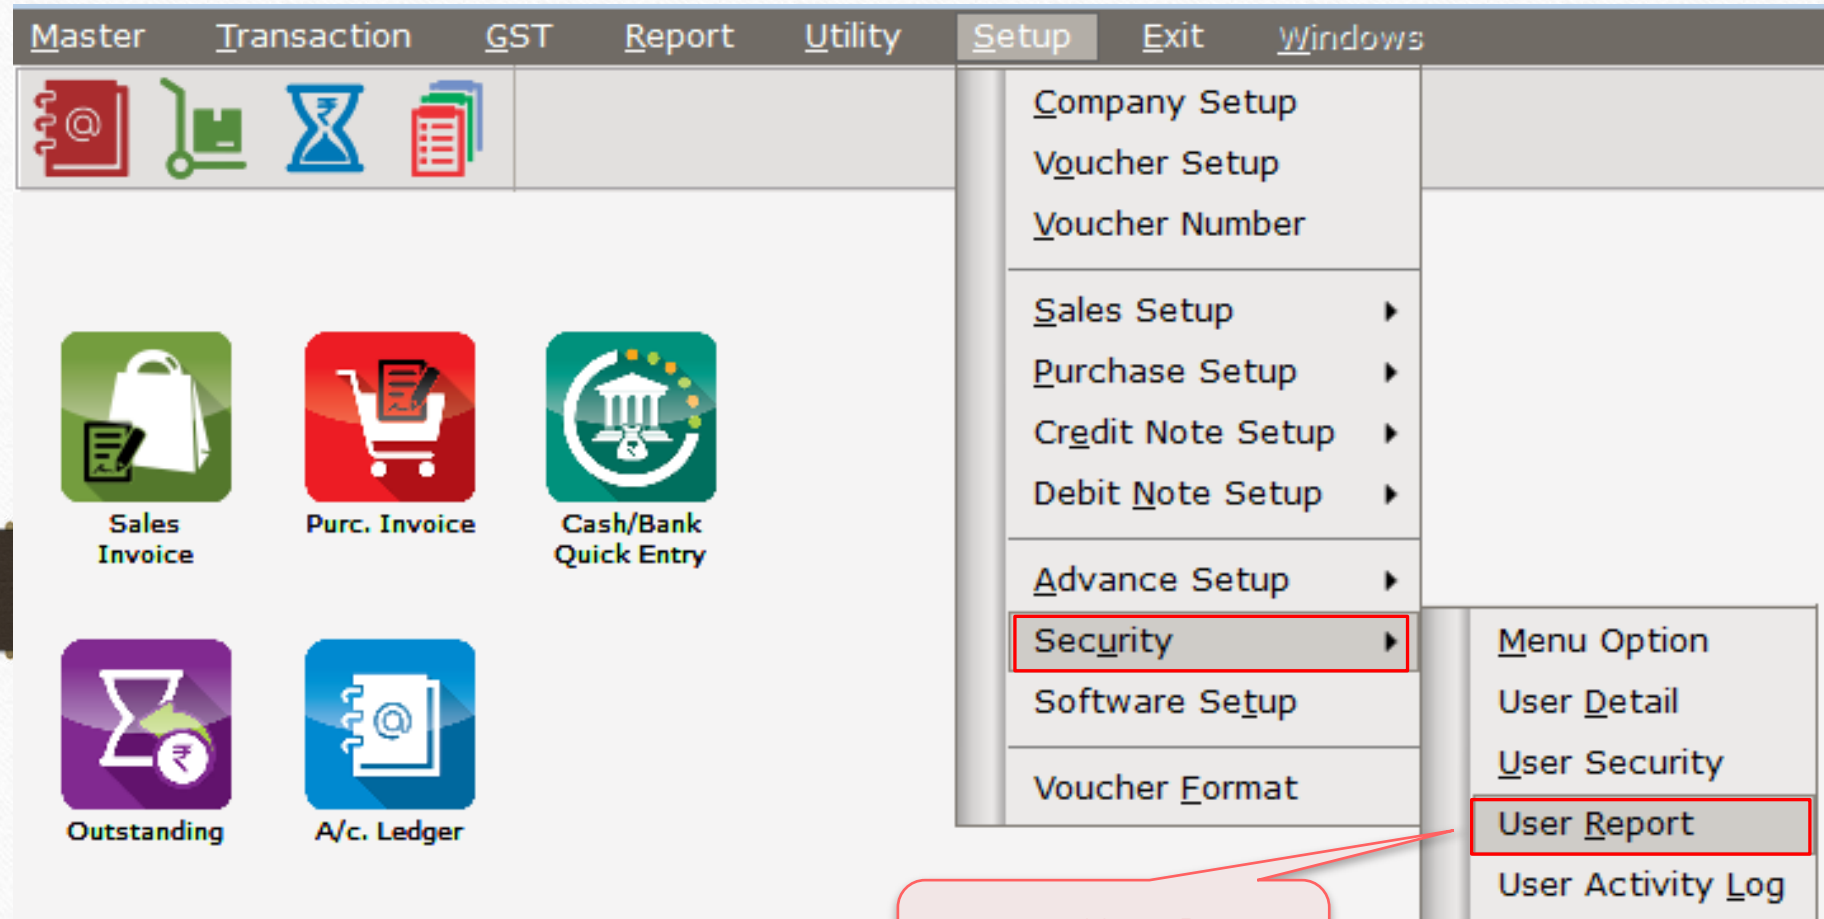 Master Transaction GST Report Utility Setup Exit Windows
Company Setup
Voucher Setup
Voucher Number
Sales Setup
Purchase Setup
Credit Note Setup
Debit Note Setup
Advance Setup
Security
Software Setup
Voucher Format
Menu Option
User Detail
User Security
User Report
User Activity Log
Sales
Invoice
Purc. Invoice
Cash/Bank
Quick Entry
Outstanding
A/c. Ledger